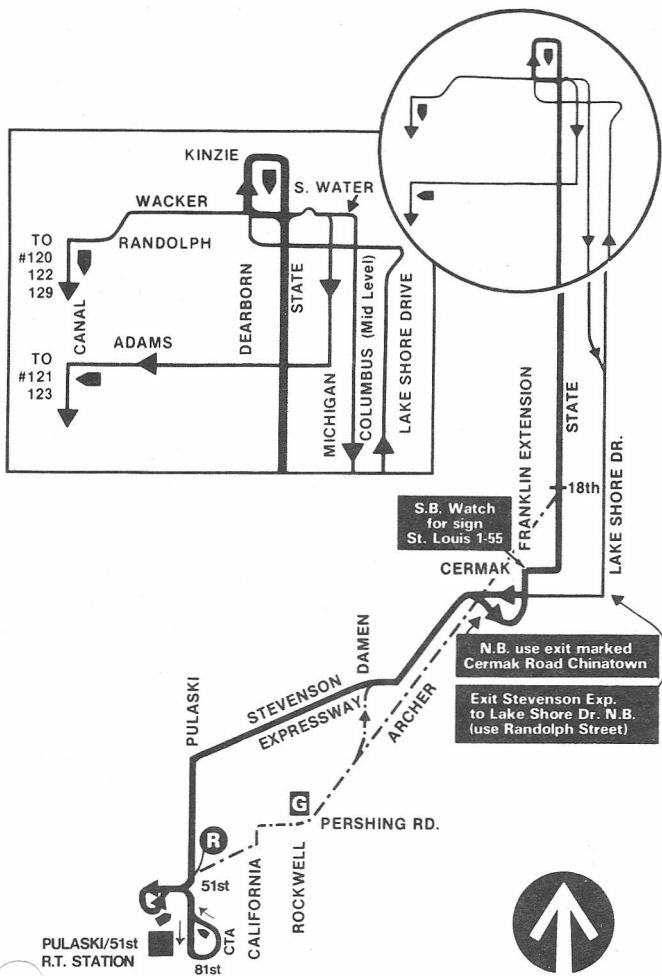 KINZIE
S. WATER
WACKER
RANDOLPH
TO
#120
122
129
CANAL
DEARBORN
STATE
MICHIGAN
COLUMBUS (Mid Level)
LAKE SHORE DRIVE
ADAMS
TO
#121
123
FRANKLIN EXTENSION
STATE
LAKE SHORE DR.
18th
S.B. Watch
for sign
St. Louis 1-55
CERMAK
N.B. use exit marked
Cermak Road Chinatown
Exit Stevenson Exp.
to Lake Shore Dr. N.B.
(use Randolph Street)
DAMEN
PULASKI
STEVENSON
EXPRESSWAY
ARCHER
G
PERSHING RD.
R
51st
CALIFORNIA
ROCKWELL
CTA
PULASKI/51st
R.T. STATION
81st